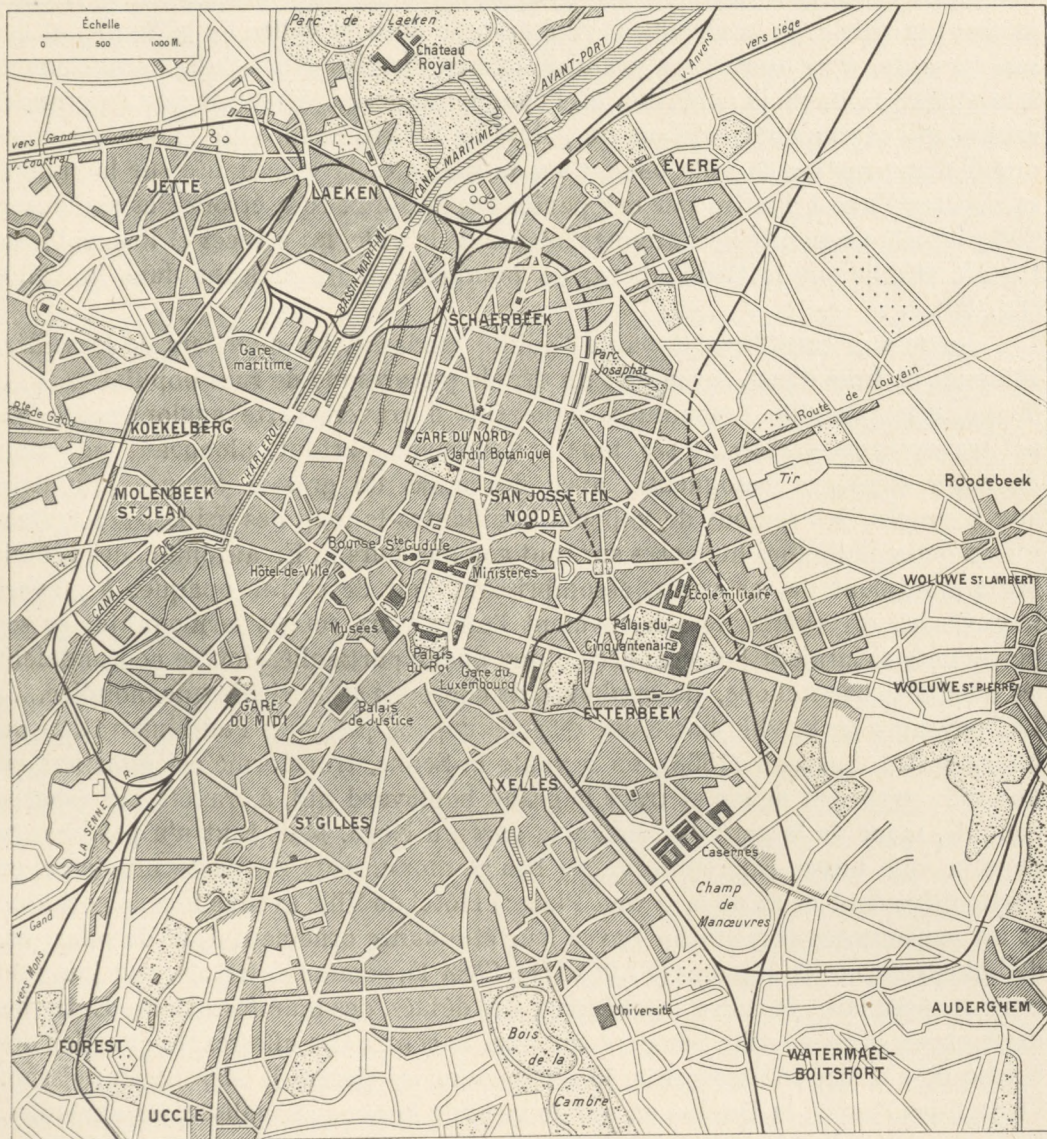 Échelle
0 500 1000 M.
Parc de Laeken
Château
Royal
AVANT-PORT
v. Anvers
vers Liège
vers Gand
v. Courtrai
JETTE
LAEKEN
CANAL MARITIME
EVERE
BASSIN MARITIME
SCHAERBEEK
Gare
maritime
Parc
Josaphat
Rte de Gand
KOEKELBERG
Route de Louvain
CHARLEROI
GARE DU NORD
Jardin Botanique
Tir
Roodebeek
MOLENBEEK
ST JEAN
SAN JOSSE TEN
NOODE
DE
CANAL
Bourse
Ste Gudule
Hôtel-de-Ville
Ministères
WOLUWE ST LAMBERT
École militaire
Musées
Palais
du Roi
Palais du
Cinquantenaire
Gare du
Luxembourg
WOLUWE ST PIERRE
GARE
DU MIDI
Palais
de Justice
ETTERBEEK
R.
LA SENNE
IXELLES
ST GILLES
Casernes
Champ
de
Manœuvres
v Gand
vers Mons
Université
AUDERGHEM
FOREST
Bois
de la
Cambre
WATERMAEL-
BOITSFORT
UCCLE